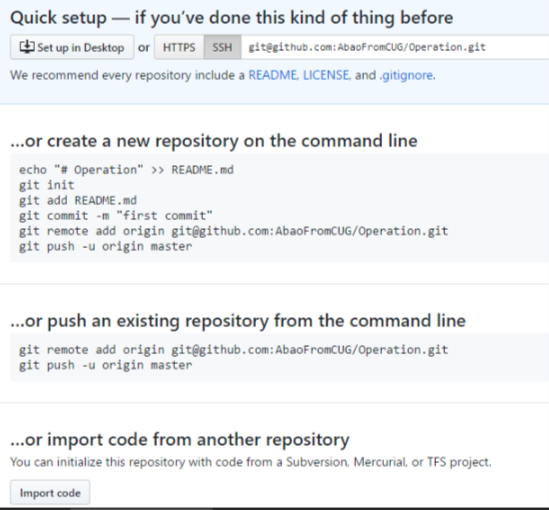 Quick setup — if you've done this kind of thing before
Set up in Desktop or HTTPS SSH git@github.com:AbaoFromCUG/Operation.git
We recommend every repository include a README, LICENSE, and .gitignore.
...or create a new repository on the command line
echo "# Operation" >> README.md
git init
git add README.md
git commit -m "first commit"
git remote add origin git@github.com:AbaoFromCUG/Operation.git
git push -u origin master
...or push an existing repository from the command line
git remote add origin git@github.com:AbaoFromCUG/Operation.git
git push -u origin master
...or import code from another repository
You can initialize this repository with code from a Subversion, Mercurial, or TFS project.
Import code